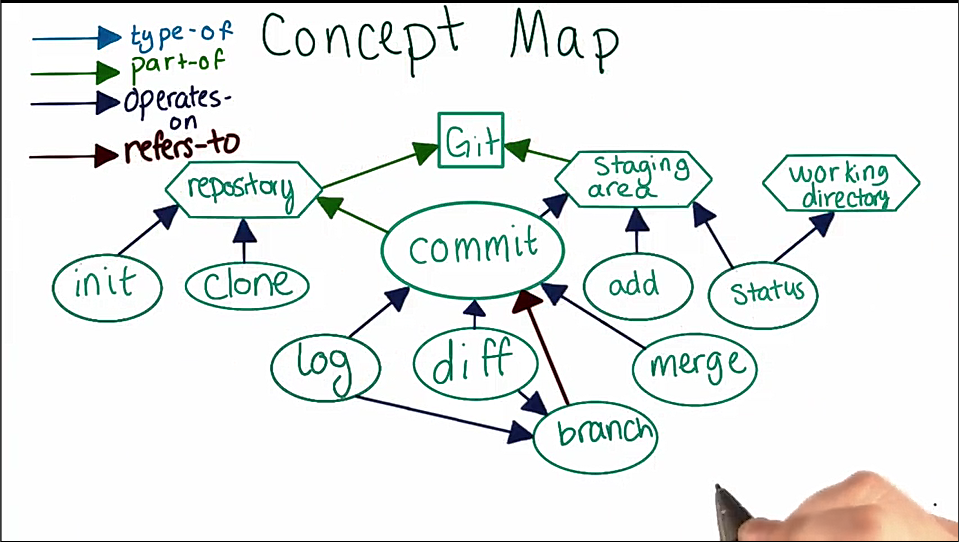 Concept Map
type-of
part-of
operates-
on
refers-to
Git
repository
staging
area
working
directory
commit
init
clone
add
status
log
diff
merge
branch